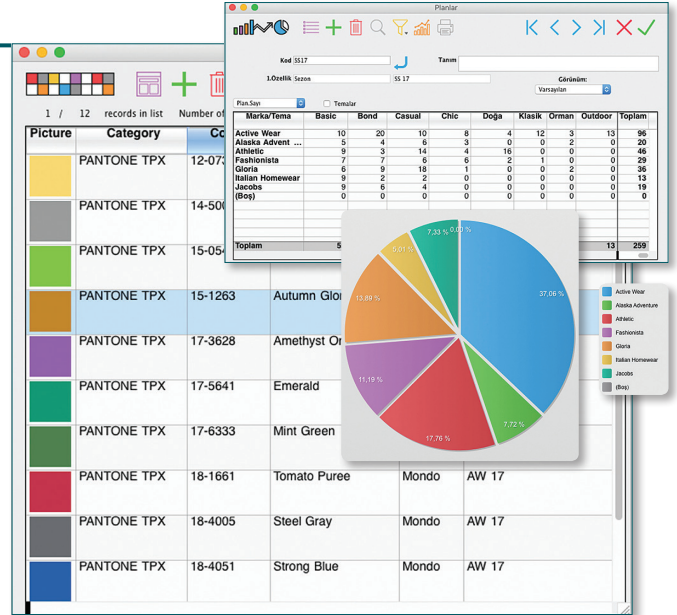 Planlar
Kod SS17 Tanım
1.Özellik Sezon SS 17 Görünüm:
Varsayılan
Plan.Sayı Temalar
Marka/Tema Basic Bond Casual Chic Doğa Klasik Orman Outdoor Toplam
Active Wear 10 20 10 8 4 12 3 13 96
Alaska Advent ... 5 4 6 3 0 0 2 0 20
Athletic 9 3 14 4 16 0 0 0 46
Fashionista 7 7 6 6 2 1 0 0 29
Gloria 6 9 18 1 0 0 2 0 36
Italian Homewear 9 2 2 0 0 0 0 0 13
Jacobs 9 6 4 0 0 0 0 0 19
(Boş) 0 0 0 0 0 0 0 0 0
Toplam 13 259
1 / 12 records in list Number of
Picture Category
PANTONE TPX
PANTONE TPX
PANTONE TPX
PANTONE TPX 15-1263 Autumn
PANTONE TPX 17-3628 Amethyst
PANTONE TPX 17-5641 Emerald
PANTONE TPX 17-6333 Mint Green
PANTONE TPX 18-1661 Tomato Puree Mondo AW 17
PANTONE TPX 18-4005 Steel Gray Mondo AW 17
PANTONE TPX 18-4051 Strong Blue Mondo AW 17
7,33 %
37,06 %
13,89 %
11,19 %
17,76 %
7,72 %
Active Wear
Alaska Adventure
Athletic
Fashionista
Gloria
Italian Homewear
Jacobs
(Boş)